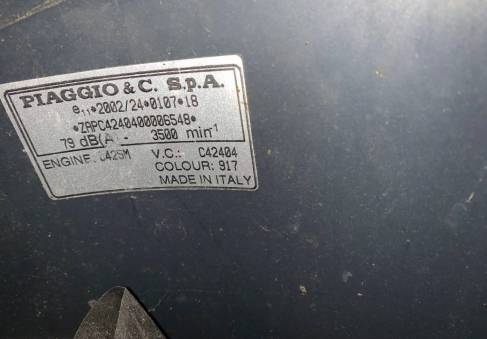 PIAGGIO & C. S.p.A.
e₁₁*2002/24*0107*18
*ZAPC4240400006548*
79 dB(A) - 3500 min⁻¹
ENGINE: C425M V.C.: C42404
COLOUR: 917
MADE IN ITALY